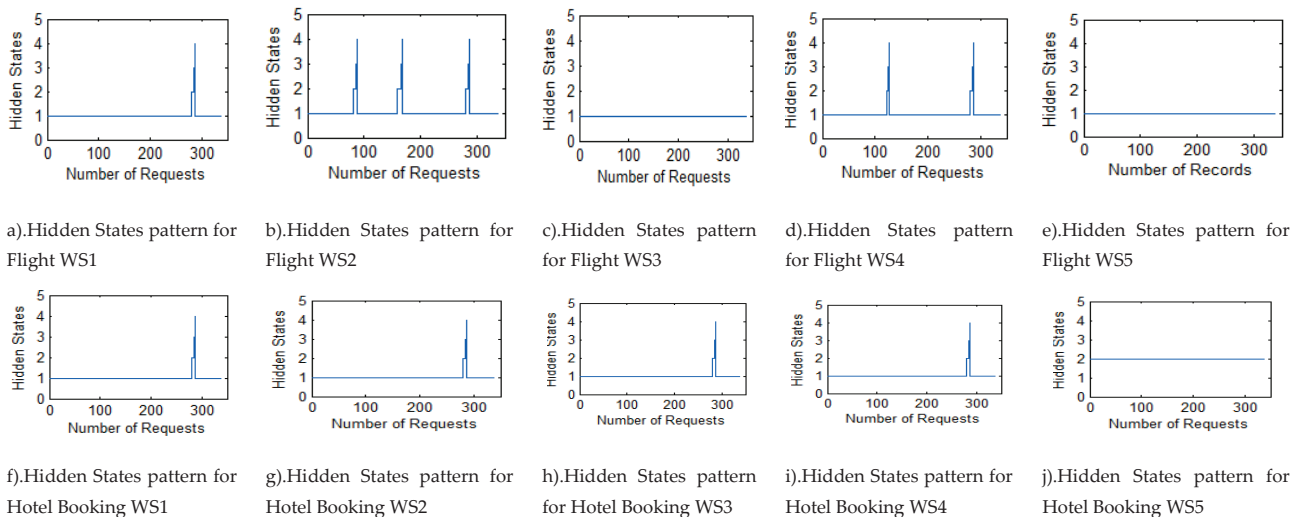 5
4
3
2
1
0
Hidden States
0 100 200 300
Number of Requests
5
4
3
2
1
0
Hidden States
0 100 200 300
Number of Requests
5
4
3
2
1
0
Hidden States
0 100 200 300
Number of Requests
5
4
3
2
1
0
Hidden States
0 100 200 300
Number of Requests
5
4
3
2
1
0
Hidden States
0 100 200 300
Number of Records
a).Hidden States pattern for
Flight WS1
b).Hidden States pattern for
Flight WS2
c).Hidden States pattern
for Flight WS3
d).Hidden States pattern
for Flight WS4
e).Hidden States pattern for
Flight WS5
5
4
3
2
1
0
Hidden States
0 100 200 300
Number of Requests
5
4
3
2
1
0
Hidden States
0 100 200 300
Number of Requests
5
4
3
2
1
0
Hidden States
0 100 200 300
Number of Requests
5
4
3
2
1
0
Hidden States
0 100 200 300
Number of Requests
5
4
3
2
1
0
Hidden States
0 100 200 300
Number of Requests
f).Hidden States pattern for
Hotel Booking WS1
g).Hidden States pattern for
Hotel Booking WS2
h).Hidden States pattern
for Hotel Booking WS3
i).Hidden States pattern for
Hotel Booking WS4
j).Hidden States pattern for
Hotel Booking WS5